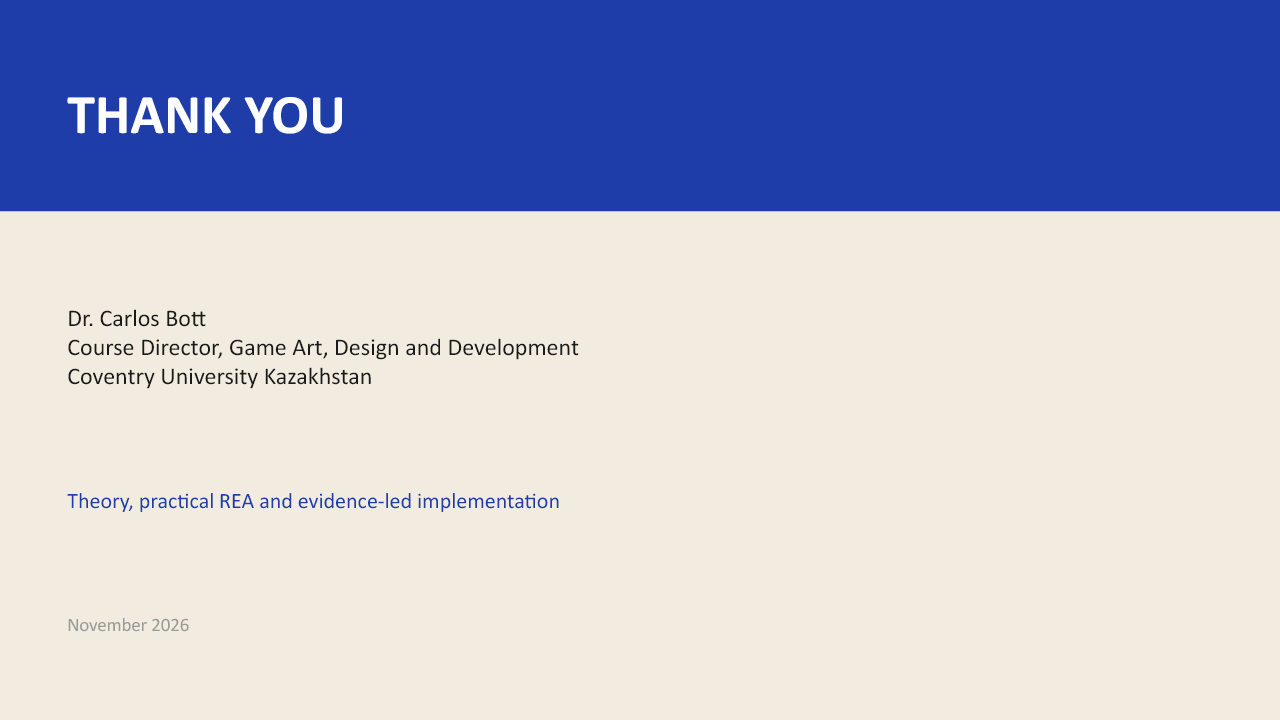 THANK YOU
Dr. Carlos Bott
Course Director, Game Art, Design and Development
Coventry University Kazakhstan
Theory, practical REA and evidence-led implementation
November 2026